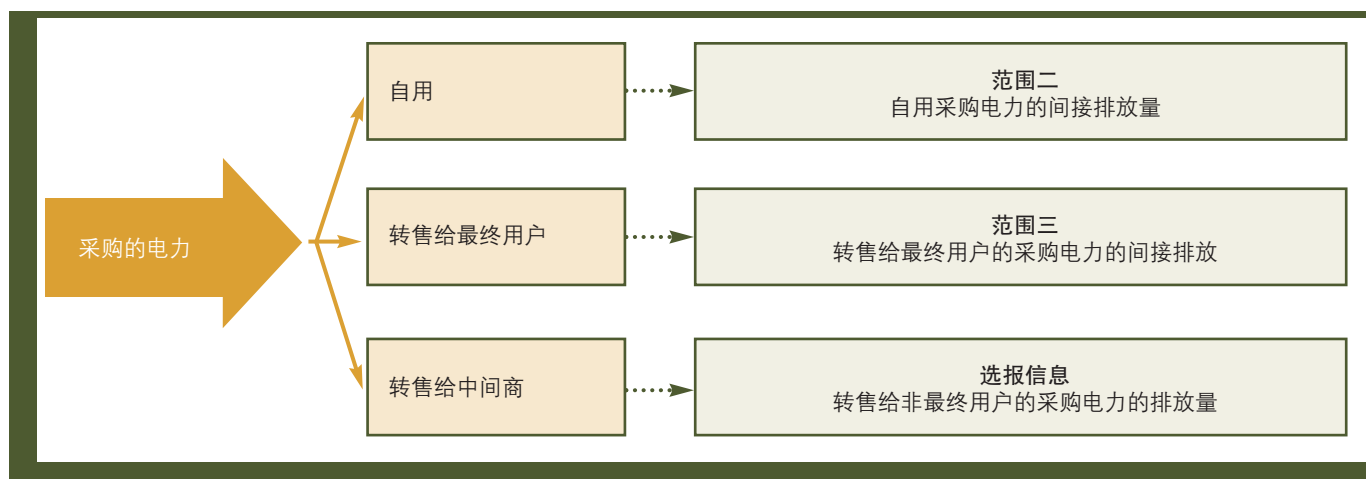 采购的电力
自用
范围二
自用采购电力的间接排放量
转售给最终用户
范围三
转售给最终用户的采购电力的间接排放
转售给中间商
选报信息
转售给非最终用户的采购电力的排放量